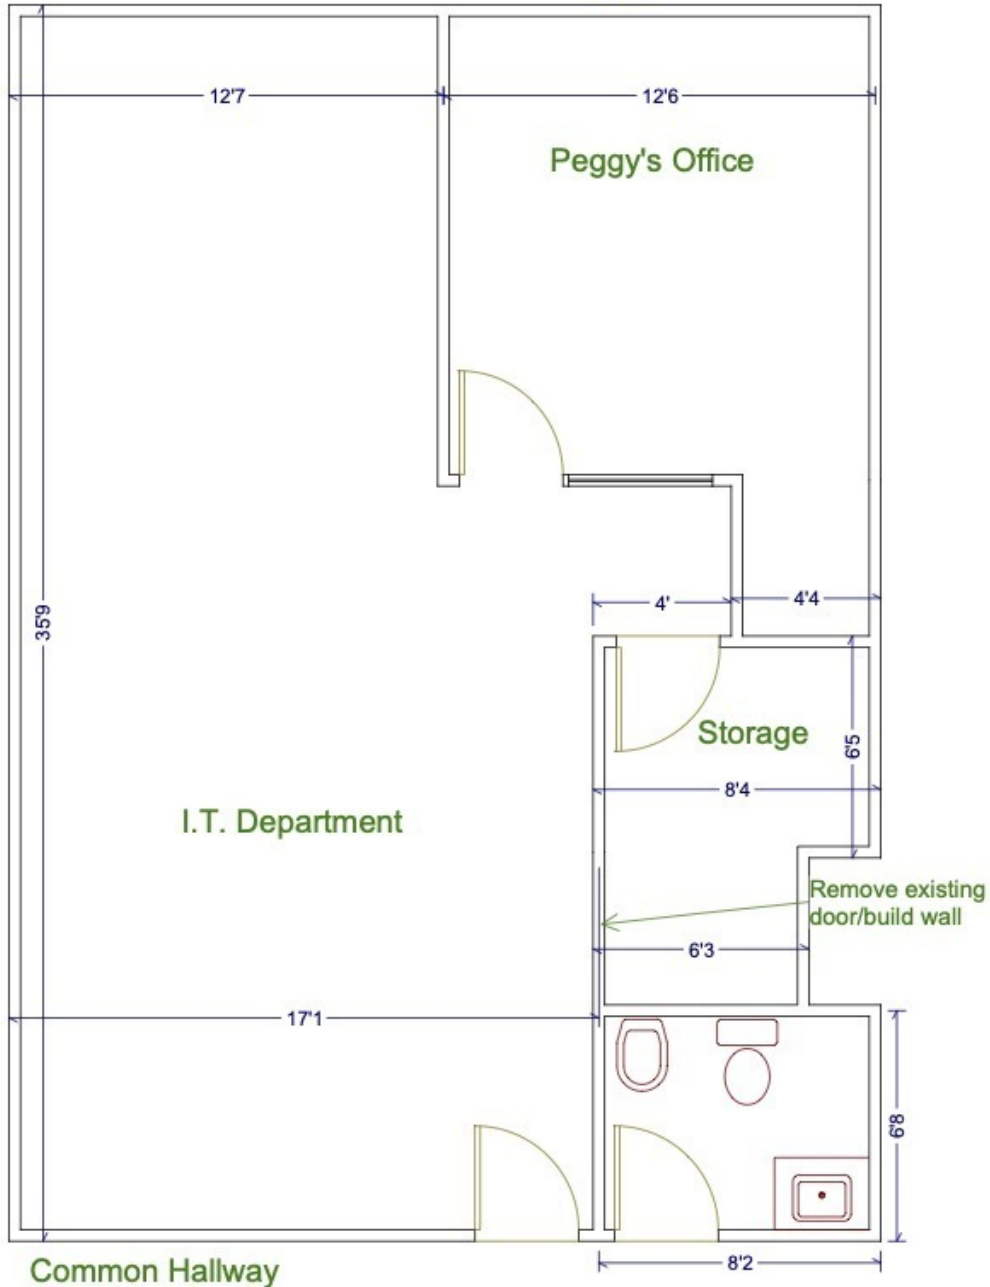 12'7
12'6
Peggy's Office
35'9
4'
4'4
Storage
6'5
8'4
I.T. Department
Remove existing
door/build wall
6'3
17'1
6'8
8'2
Common Hallway